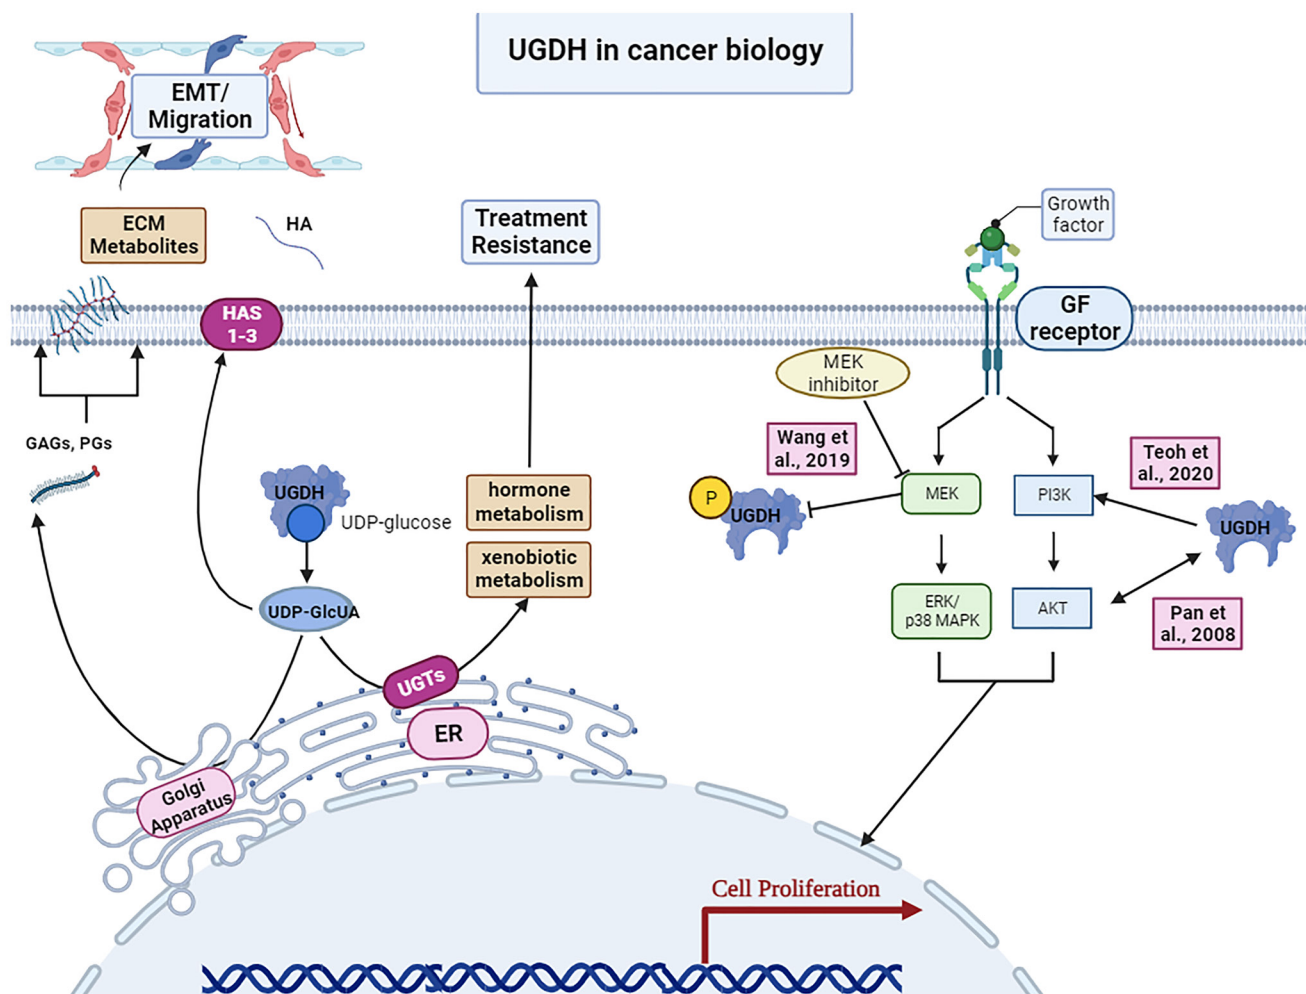 UGDH in cancer biology
EMT/
Migration
ECM
Metabolites
HA
Treatment
Resistance
Growth
factor
HAS
1-3
GF
receptor
MEK
inhibitor
GAGs, PGs
Wang et
al., 2019
Teoh et
al., 2020
UGDH
UDP-glucose
hormone
metabolism
P
UGDH
MEK
PI3K
UGDH
xenobiotic
metabolism
UDP-GlcUA
ERK/
p38 MAPK
AKT
Pan et
al., 2008
UGTs
ER
Golgi
Apparatus
Cell Proliferation